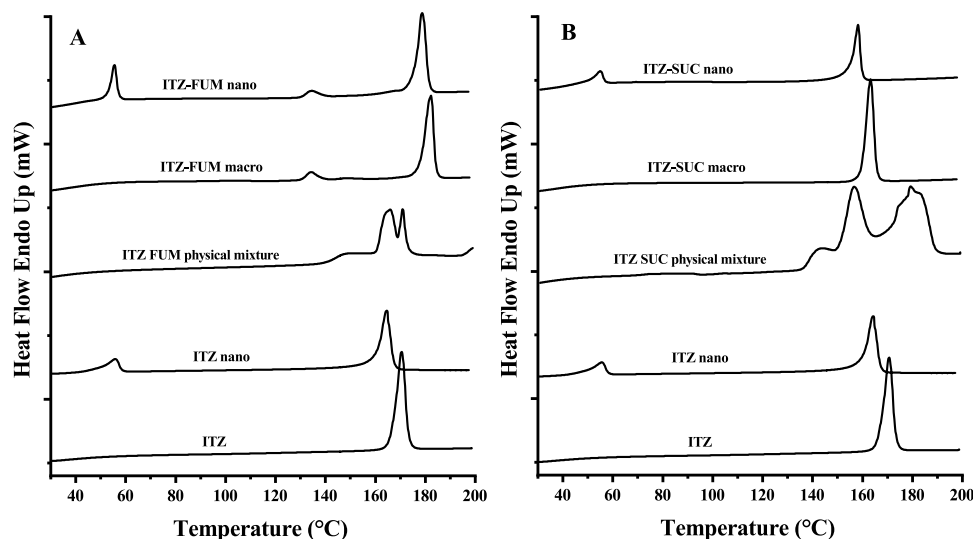 A
ITZ-FUM nano
ITZ-FUM macro
ITZ FUM physical mixture
ITZ nano
ITZ
Heat Flow Endo Up (mW)
40 60 80 100 120 140 160 180 200
Temperature (°C)
B
ITZ-SUC nano
ITZ-SUC macro
ITZ SUC physical mixture
ITZ nano
ITZ
Heat Flow Endo Up (mW)
40 60 80 100 120 140 160 180 200
Temperature (°C)